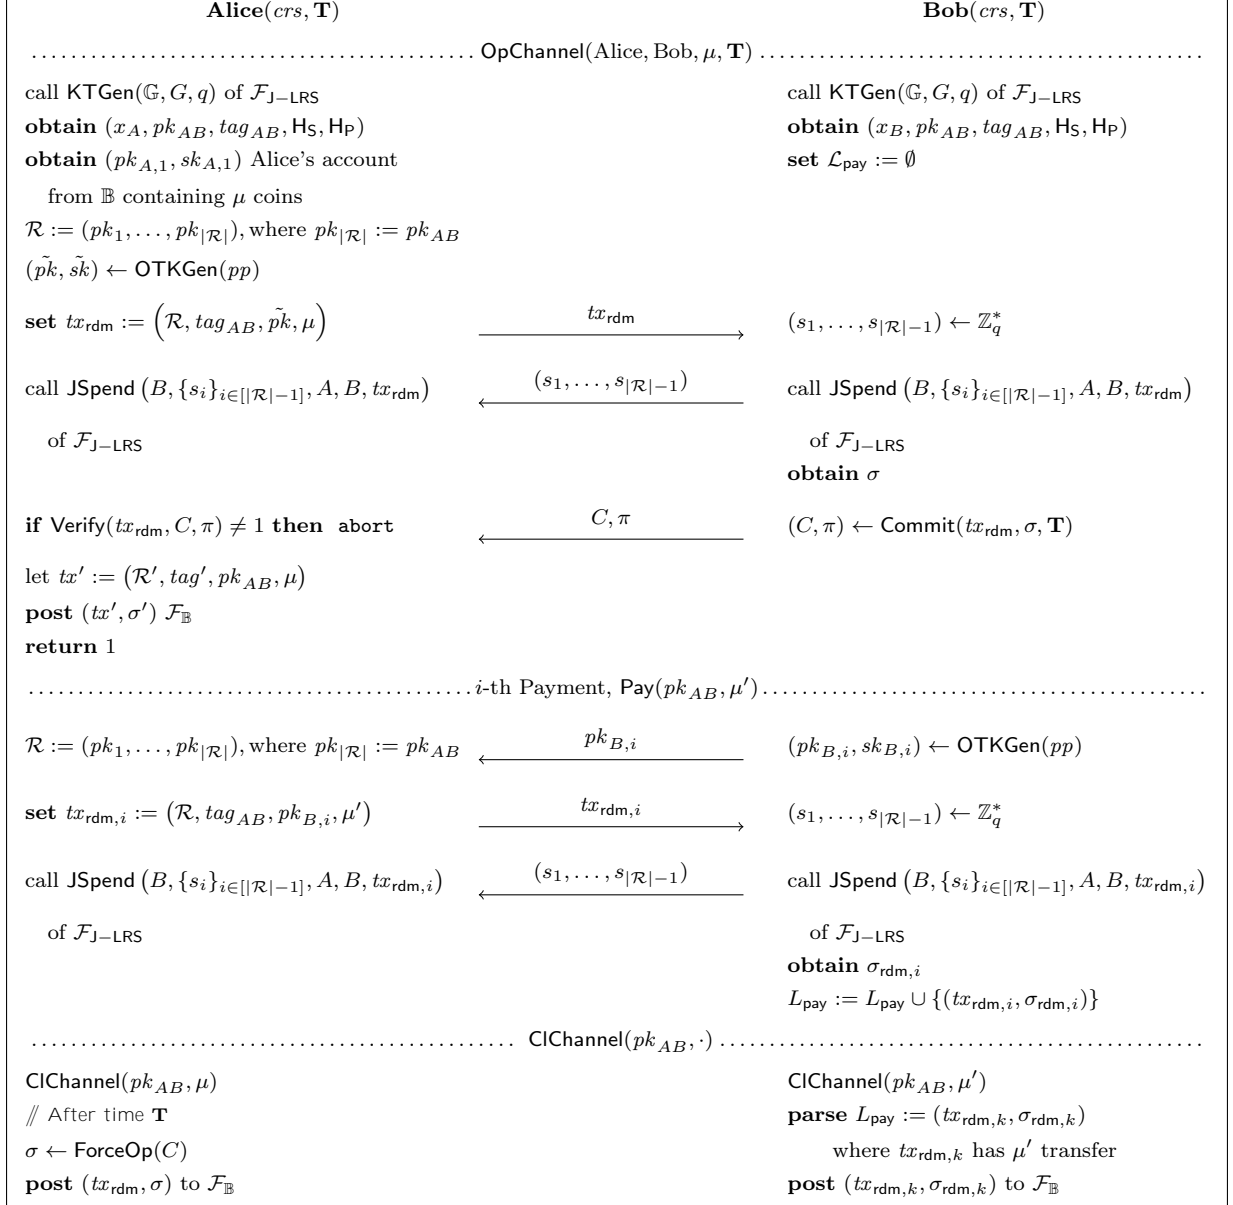 Alice(crs, T) Bob(crs, T)
OpChannel(Alice, Bob, μ, T)
call KTGen(𝔾, G, q) of F_J−LRS call KTGen(𝔾, G, q) of F_J−LRS
obtain (x_A, pk_AB, tag_AB, H_S, H_P) obtain (x_B, pk_AB, tag_AB, H_S, H_P)
obtain (pk_A,1, sk_A,1) Alice's account set L_pay := ∅
from 𝔹 containing μ coins
R := (pk_1, . . . , pk_|R|), where pk_|R| := pk_AB
(p̃k, s̃k) ← OTKGen(pp)
set tx_rdm := (R, tag_AB, p̃k, μ) tx_rdm (s_1, . . . , s_|R|−1) ← ℤ*_q
call JSpend (B, {s_i}_i∈[|R|−1], A, B, tx_rdm) (s_1, . . . , s_|R|−1) call JSpend (B, {s_i}_i∈[|R|−1], A, B, tx_rdm)
of F_J−LRS of F_J−LRS
obtain σ
if Verify(tx_rdm, C, π) ≠ 1 then abort C, π (C, π) ← Commit(tx_rdm, σ, T)
let tx′ := (R′, tag′, pk_AB, μ)
post (tx′, σ′) F_𝔹
return 1
i-th Payment, Pay(pk_AB, μ′)
R := (pk_1, . . . , pk_|R|), where pk_|R| := pk_AB pk_B,i (pk_B,i, sk_B,i) ← OTKGen(pp)
set tx_rdm,i := (R, tag_AB, pk_B,i, μ′) tx_rdm,i (s_1, . . . , s_|R|−1) ← ℤ*_q
call JSpend (B, {s_i}_i∈[|R|−1], A, B, tx_rdm,i) (s_1, . . . , s_|R|−1) call JSpend (B, {s_i}_i∈[|R|−1], A, B, tx_rdm,i)
of F_J−LRS of F_J−LRS
obtain σ_rdm,i
L_pay := L_pay ∪ {(tx_rdm,i, σ_rdm,i)}
ClChannel(pk_AB, ·)
ClChannel(pk_AB, μ) ClChannel(pk_AB, μ′)
// After time T parse L_pay := (tx_rdm,k, σ_rdm,k)
σ ← ForceOp(C) where tx_rdm,k has μ′ transfer
post (tx_rdm, σ) to F_𝔹 post (tx_rdm,k, σ_rdm,k) to F_𝔹